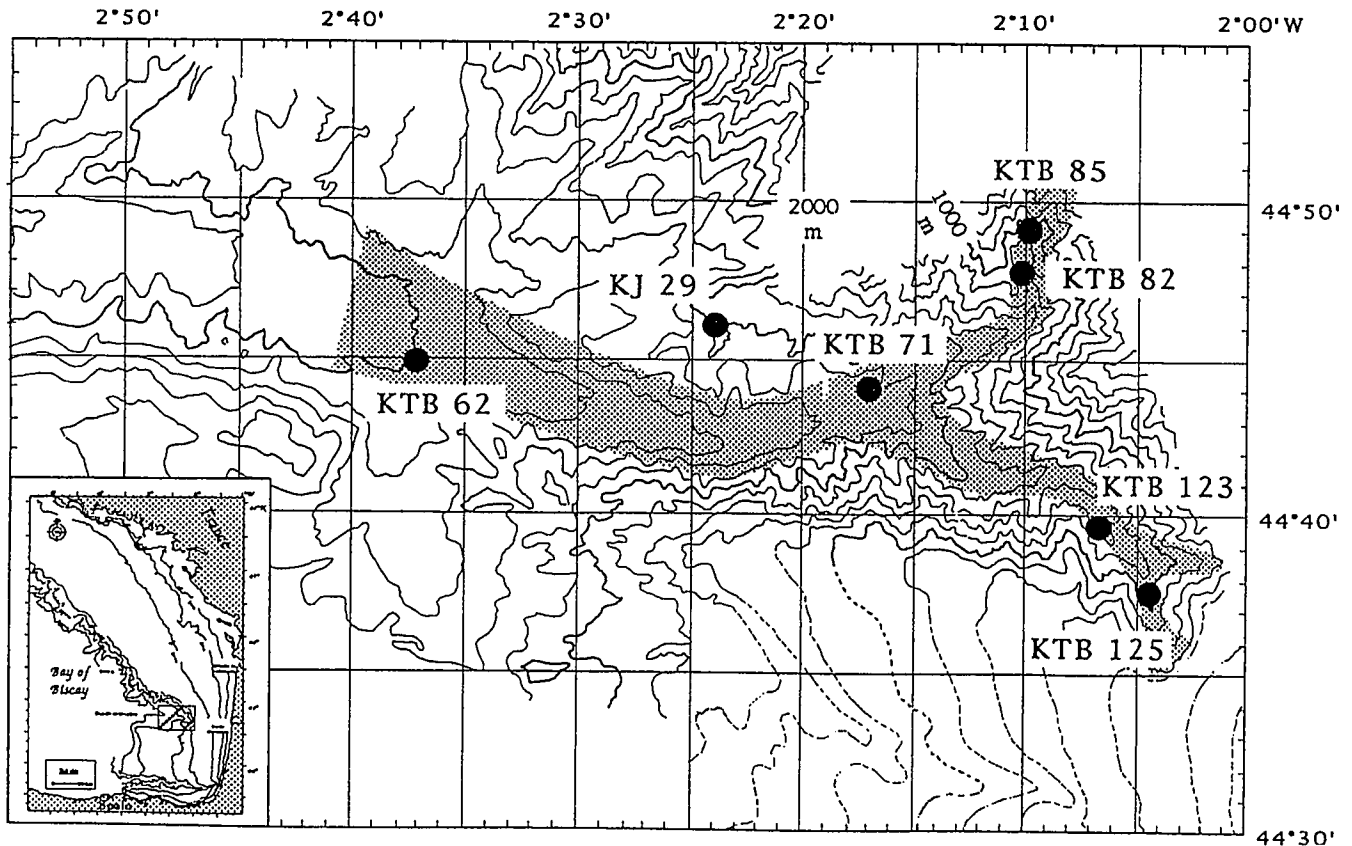 2°50' 2°40' 2°30' 2°20' 2°10' 2°00'W
KTB 85
2000
m
1000
m
44°50'
KJ 29
KTB 82
KTB 71
KTB 62
KTB 123
44°40'
KTB 125
Bay of
Biscay
Spain
44°30'